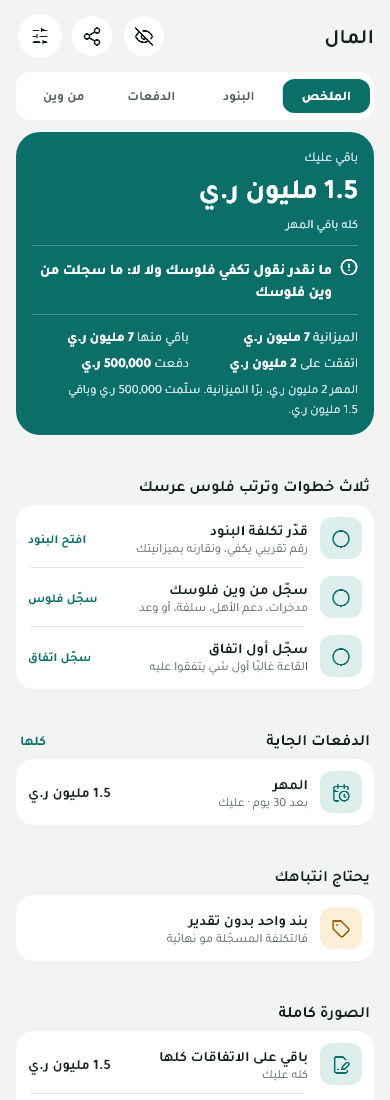 المال
الملخص
البنود
الدفعات
من وين
باقي عليك
1.5 مليون ر.ي
كله باقي المهر
ما نقدر نقول تكفي فلوسك ولا لا: ما سجلت من
وين فلوسك
الميزانية 7 مليون ر.ي
باقي منها 7 مليون ر.ي
اتفقت على 2 مليون ر.ي
دفعت 500,000 ر.ي
المهر 2 مليون ر.ي، برّا الميزانية. سلّمت 500,000 ر.ي وباقي
1.5 مليون ر.ي.
ثلاث خطوات وترتب فلوس عرسك
قدّر تكلفة البنود
رقم تقريبي يكفي، ونقارنه بميزانيتك
افتح البنود
سجّل من وين فلوسك
مدخرات، دعم الأهل، سلفة، أو وعد
سجّل فلوس
سجّل أول اتفاق
القاعة غالبًا أول شي يتفقوا عليه
سجّل اتفاق
الدفعات الجاية
كلها
المهر
بعد 30 يوم · عليك
1.5 مليون ر.ي
يحتاج انتباهك
بند واحد بدون تقدير
فالتكلفة المسجّلة مو نهائية
الصورة كاملة
باقي على الاتفاقات كلها
كله عليك
1.5 مليون ر.ي